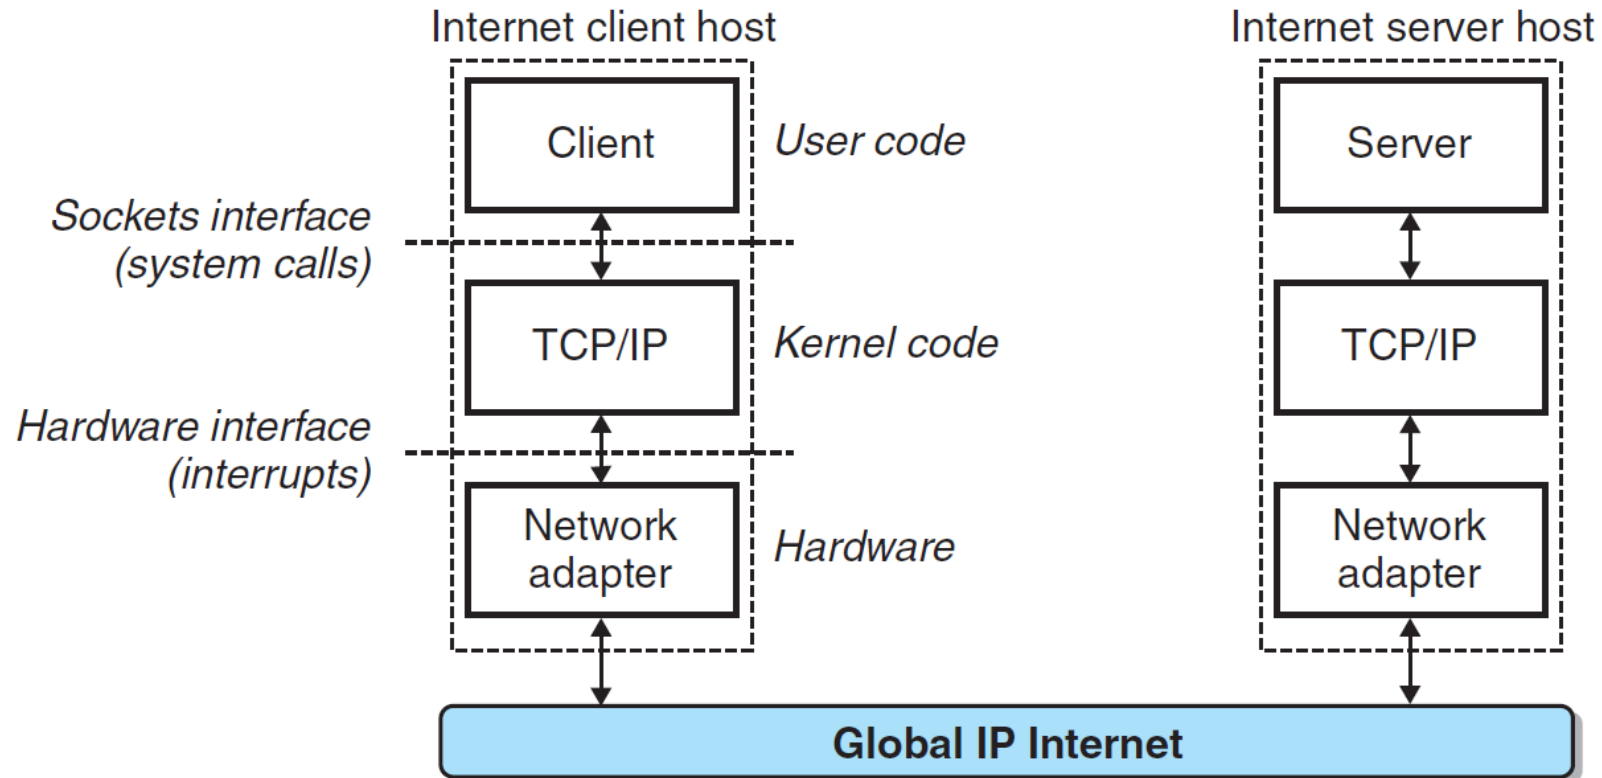 Internet client host
Internet server host
Client
User code
Server
Sockets interface
(system calls)
TCP/IP
Kernel code
TCP/IP
Hardware interface
(interrupts)
Network
adapter
Hardware
Network
adapter
Global IP Internet